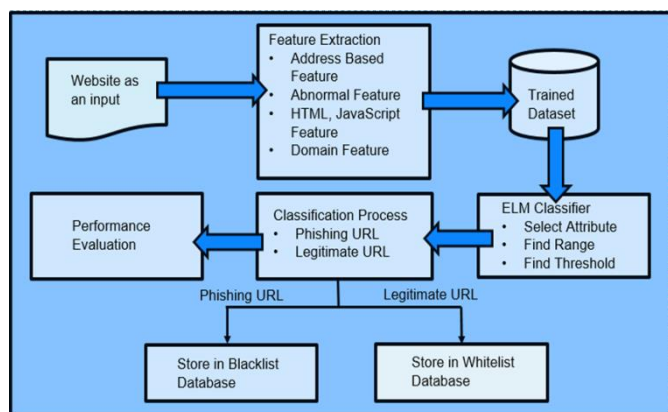 Website as
an input
Feature Extraction
• Address Based
Feature
• Abnormal Feature
• HTML, JavaScript
Feature
• Domain Feature
Trained
Dataset
ELM Classifier
• Select Attribute
• Find Range
• Find Threshold
Classification Process
• Phishing URL
• Legitimate URL
Performance
Evaluation
Phishing URL
Legitimate URL
Store in Blacklist
Database
Store in Whitelist
Database